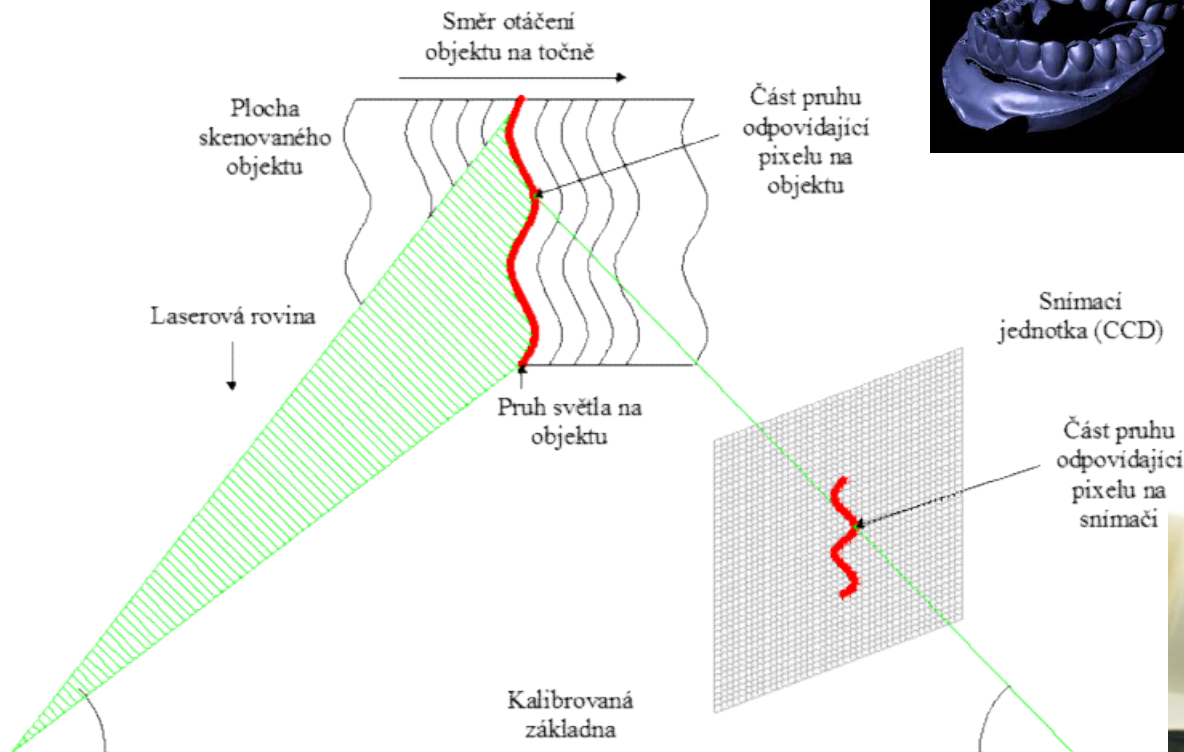 Směr otáčení
objektu na točně
Plocha
skenovaného
objektu
Část pruhu
odpovídající
pixelu na
objektu
Laserová rovina
Snímací
jednotka (CCD)
Pruh světla na
objektu
Část pruhu
odpovídající
pixelu na
snímači
Kalibrovaná
základna